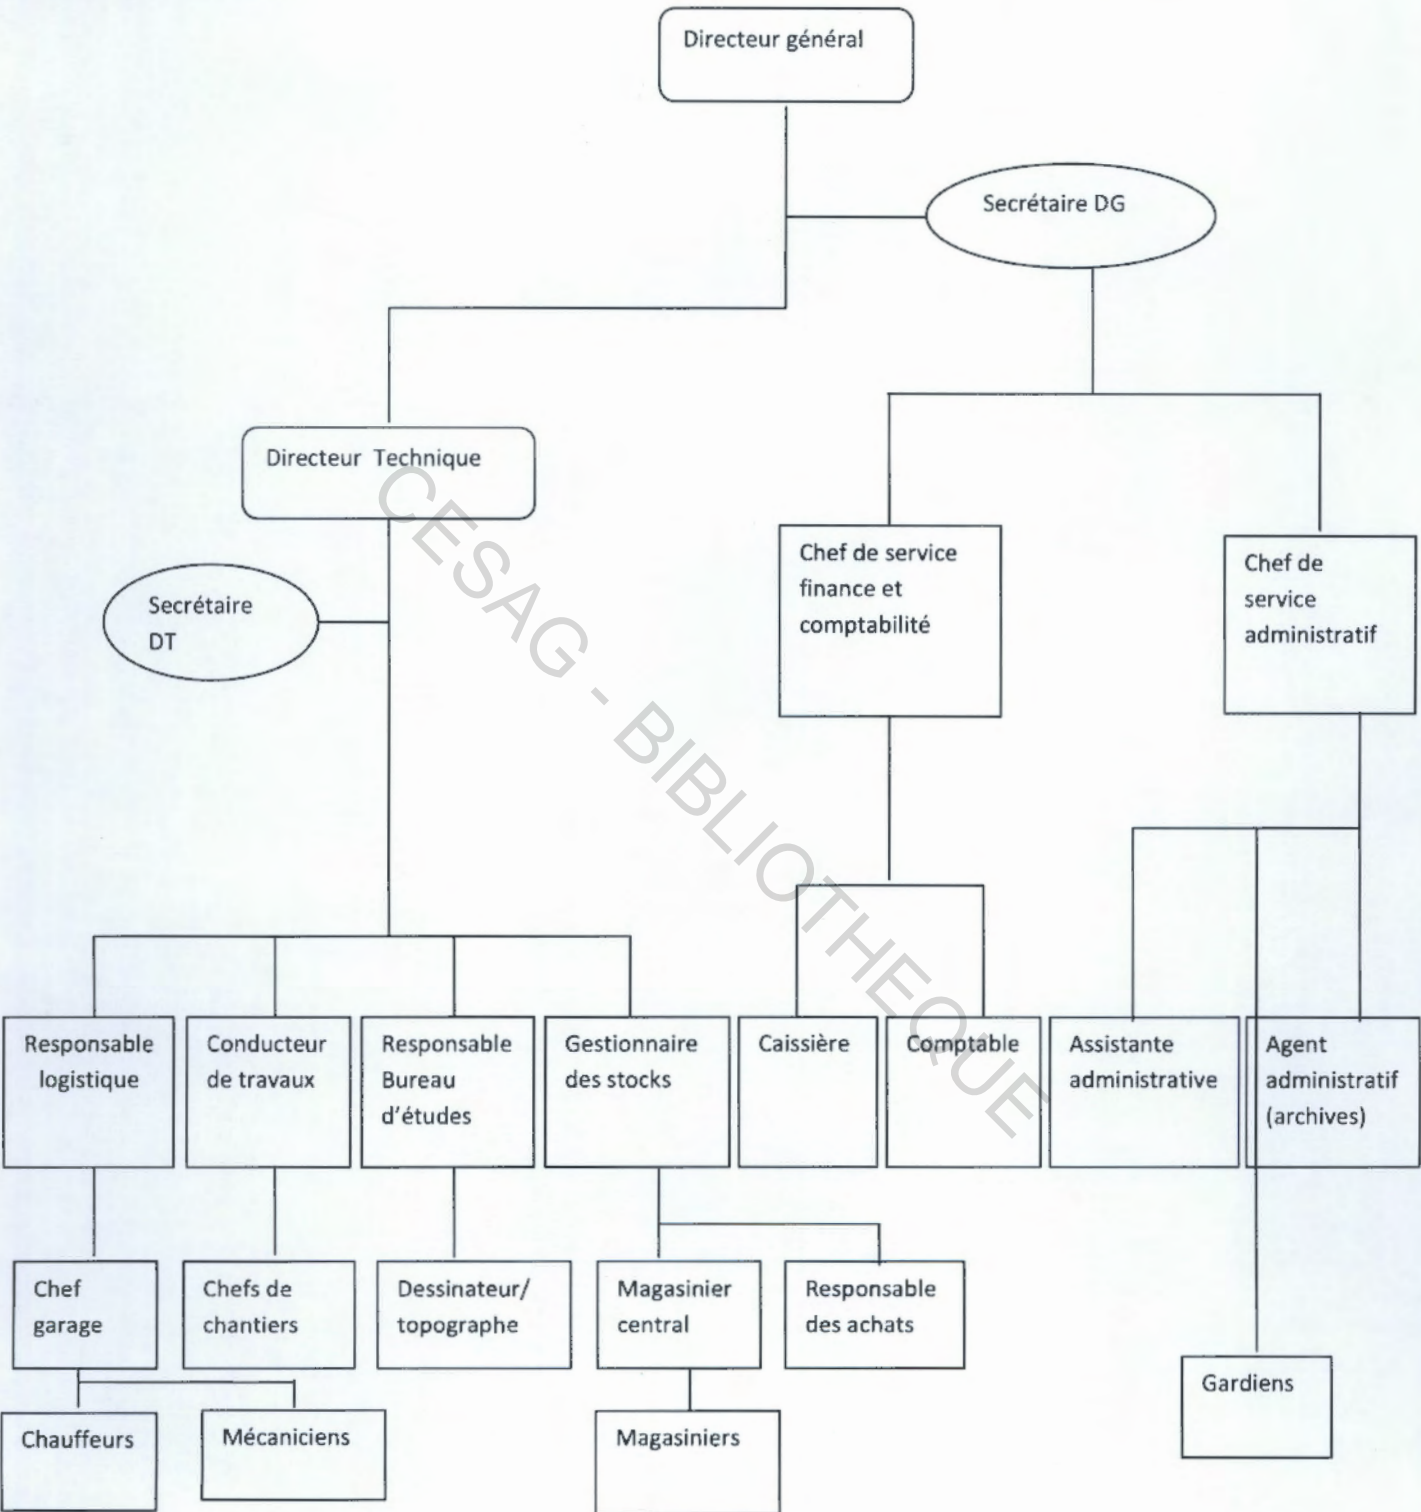 Directeur général
Secrétaire DG
Directeur Technique
Secrétaire
DT
Chef de service
finance et
comptabilité
Chef de
service
administratif
CESAG - BIBLIOTHEQUE
Responsable
logistique
Conducteur
de travaux
Responsable
Bureau
d'études
Gestionnaire
des stocks
Caissière
Comptable
Assistante
administrative
Agent
administratif
(archives)
Chef
garage
Chefs de
chantiers
Dessinateur/
topographe
Magasinier
central
Responsable
des achats
Gardiens
Chauffeurs
Mécaniciens
Magasiniers